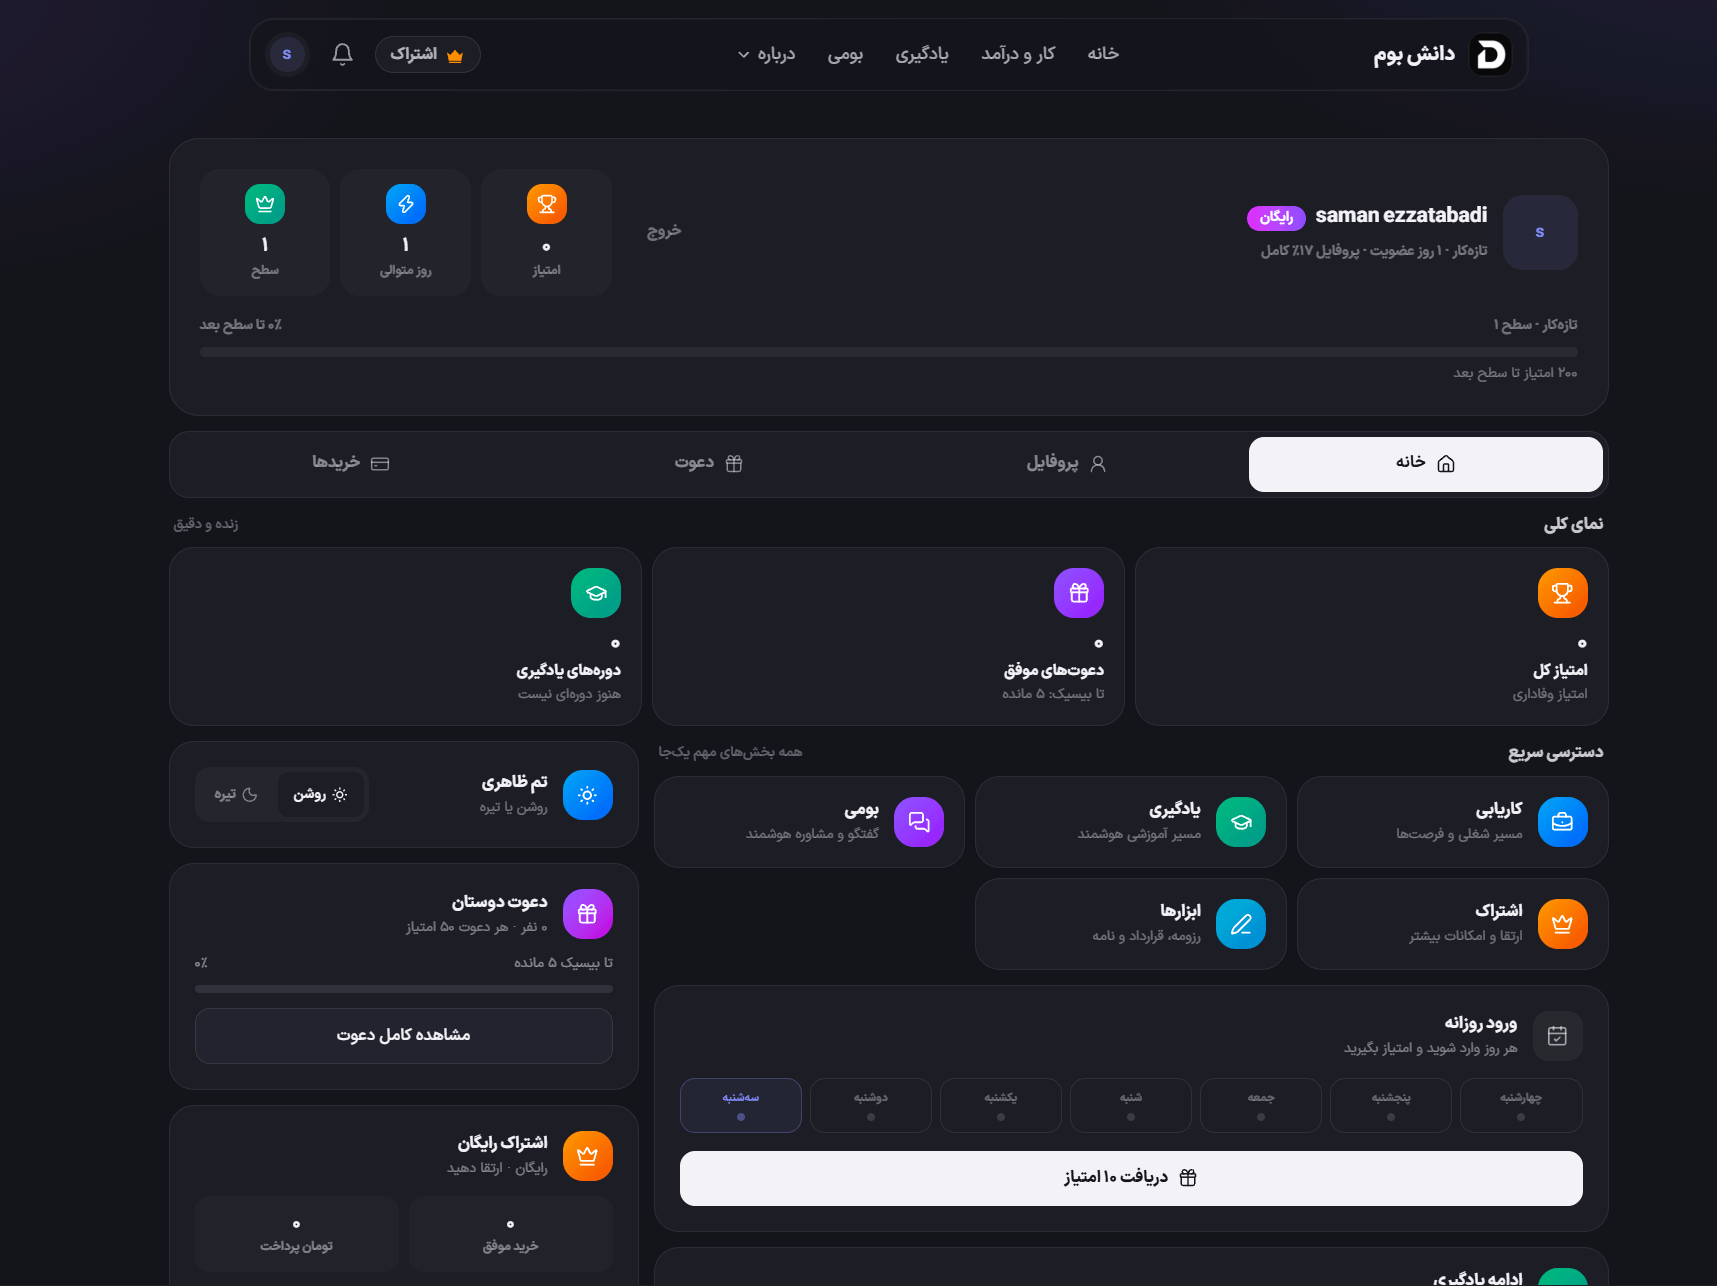 دانش بوم
خانه
کار و درآمد
یادگیری
بومی
درباره
اشتراک
S
S
saman ezzatabadi
رایگان
تازه‌کار - ۱ روز عضویت - پروفایل ۱۷٪ کامل
خروج
۰
امتیاز
۱
روز متوالی
۱
سطح
تازه‌کار - سطح ۱
۰٪ تا سطح بعد
۲۰۰ امتیاز تا سطح بعد
خانه
پروفایل
دعوت
خریدها
نمای کلی
زنده و دقیق
۰
امتیاز کل
امتیاز وفاداری
۰
دعوت‌های موفق
تا بیسیک: ۵ مانده
۰
دوره‌های یادگیری
هنوز دوره‌ای نیست
دسترسی سریع
همه بخش‌های مهم یک‌جا
کاریابی
مسیر شغلی و فرصت‌ها
یادگیری
مسیر آموزشی هوشمند
بومی
گفتگو و مشاوره هوشمند
اشتراک
ارتقا و امکانات بیشتر
ابزارها
رزومه، قرارداد و نامه
ورود روزانه
هر روز وارد شوید و امتیاز بگیرید
چهارشنبه
پنجشنبه
جمعه
شنبه
یکشنبه
دوشنبه
سه‌شنبه
دریافت ۱۰ امتیاز
ادامه یادگیری
تم ظاهری
روشن یا تیره
روشن
تیره
دعوت دوستان
۰ نفر · هر دعوت ۵۰ امتیاز
تا بیسیک ۵ مانده
۰٪
مشاهده کامل دعوت
اشتراک رایگان
رایگان · ارتقا دهید
۰
خرید موفق
۰
تومان پرداخت